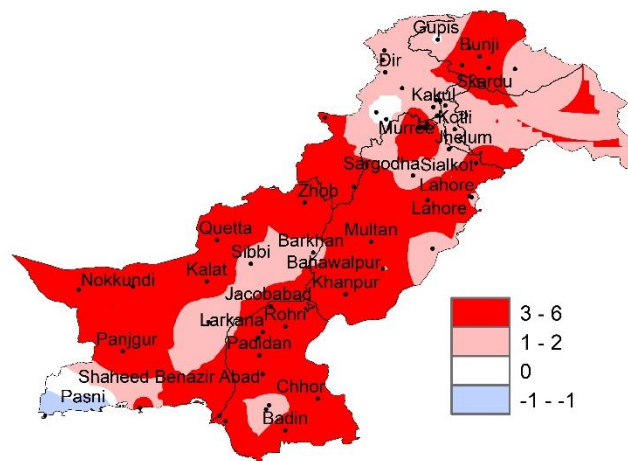 Gupis
Bunji
Dir
Skardu
Kakul
Kotli
Murree
Jhelum
Sargodha
Sialkot
Zhob
Lahore
Lahore
Quetta
Multan
Sibbi
Barkhan
Bahawalpur
Nokkundi
Kalat
Khanpur
Jacobabad
Larkana
Rohri
Panjgur
Padidan
Shaheed Benazir Abad
Pasni
Chhor
Badin
3 - 6
1 - 2
0
-1 - -1